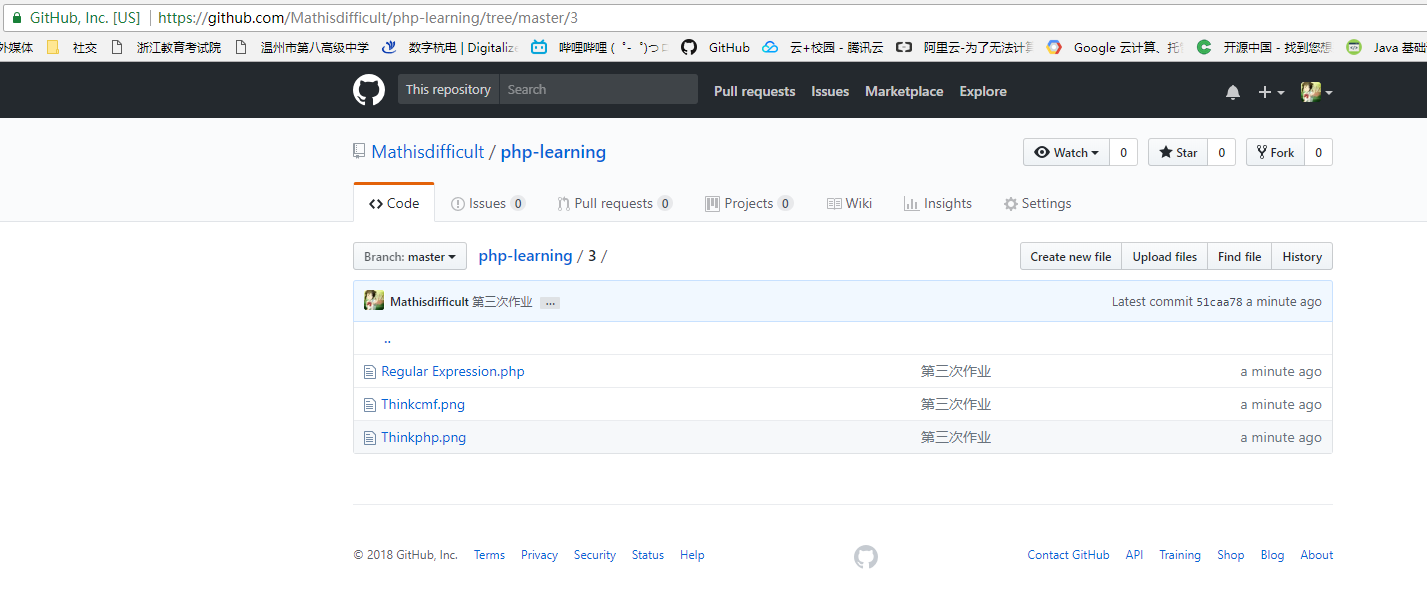 GitHub, Inc. [US] https://github.com/Mathisdifficult/php-learning/tree/master/3
外媒体 社交 浙江教育考试院 温州市第八高级中学 数字杭电 | Digitalize 哔哩哔哩 ( ゜- ゜)つロ GitHub 云+校园 - 腾讯云 阿里云-为了无法计算 Google 云计算、托 开源中国 - 找到您想 Java 基础
This repository Search Pull requests Issues Marketplace Explore
Mathisdifficult / php-learning Watch 0 Star 0 Fork 0
Code Issues 0 Pull requests 0 Projects 0 Wiki Insights Settings
Branch: master php-learning / 3 / Create new file Upload files Find file History
Mathisdifficult 第三次作业 ... Latest commit 51caa78 a minute ago
..
Regular Expression.php 第三次作业 a minute ago
Thinkcmf.png 第三次作业 a minute ago
Thinkphp.png 第三次作业 a minute ago
© 2018 GitHub, Inc. Terms Privacy Security Status Help Contact GitHub API Training Shop Blog About